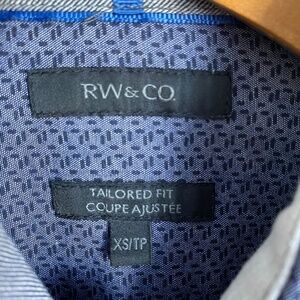 RW&CO.
TAILORED FIT
COUPE AJUSTÉE
XS/TP